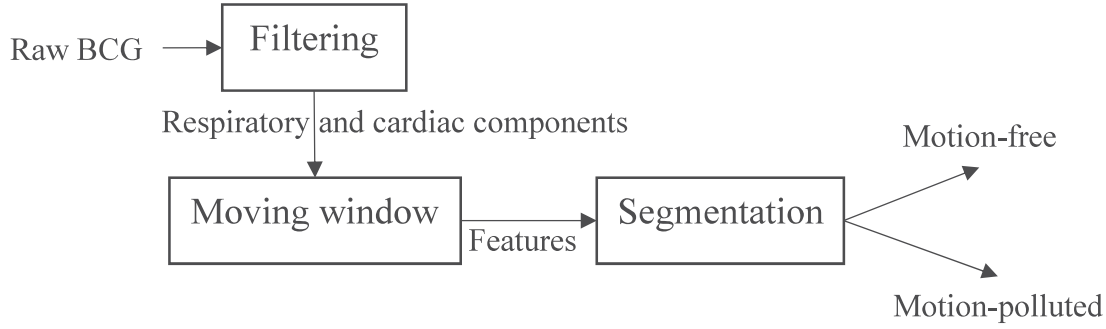 Raw BCG
Filtering
Respiratory and cardiac components
Moving window
Features
Segmentation
Motion-free
Motion-polluted